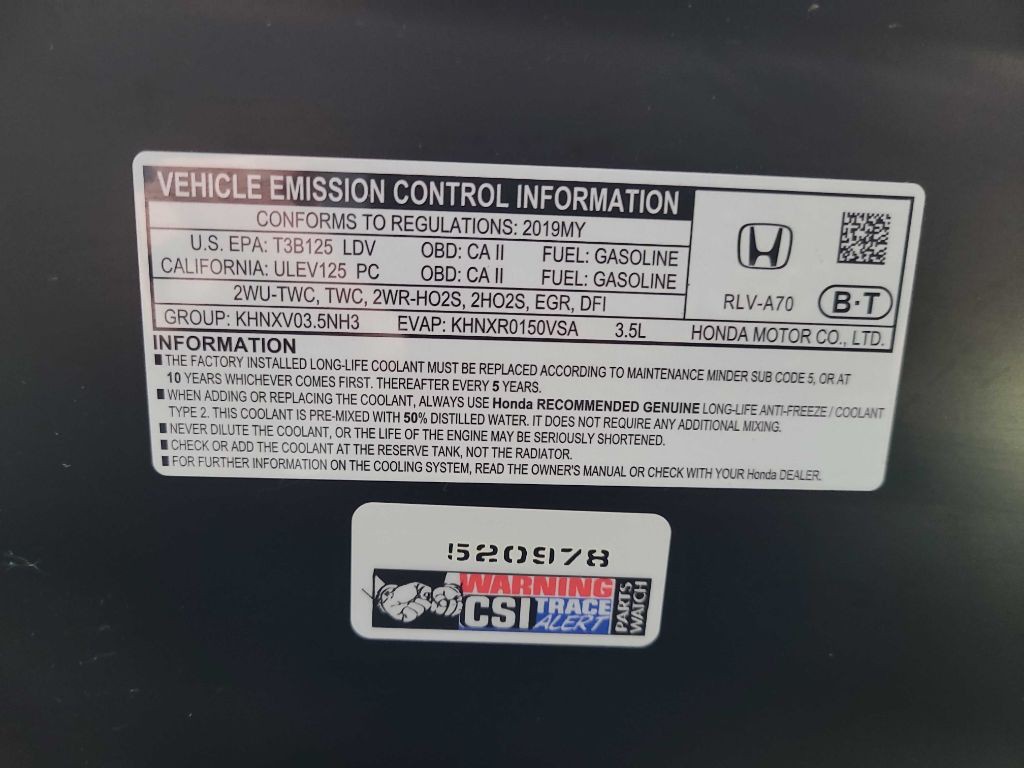 VEHICLE EMISSION CONTROL INFORMATION
CONFORMS TO REGULATIONS: 2019MY
U.S. EPA: T3B125 LDV OBD: CA II FUEL: GASOLINE
CALIFORNIA: ULEV125 PC OBD: CA II FUEL: GASOLINE
2WU-TWC, TWC, 2WR-HO2S, 2HO2S, EGR, DFI
RLV-A70 B·T
GROUP: KHNXV03.5NH3 EVAP: KHNXR0150VSA 3.5L HONDA MOTOR CO., LTD.
INFORMATION
■ THE FACTORY INSTALLED LONG-LIFE COOLANT MUST BE REPLACED ACCORDING TO MAINTENANCE MINDER SUB CODE 5, OR AT
10 YEARS WHICHEVER COMES FIRST. THEREAFTER EVERY 5 YEARS.
■ WHEN ADDING OR REPLACING THE COOLANT, ALWAYS USE Honda RECOMMENDED GENUINE LONG-LIFE ANTI-FREEZE / COOLANT
TYPE 2. THIS COOLANT IS PRE-MIXED WITH 50% DISTILLED WATER. IT DOES NOT REQUIRE ANY ADDITIONAL MIXING.
■ NEVER DILUTE THE COOLANT, OR THE LIFE OF THE ENGINE MAY BE SERIOUSLY SHORTENED.
■ CHECK OR ADD THE COOLANT AT THE RESERVE TANK, NOT THE RADIATOR.
■ FOR FURTHER INFORMATION ON THE COOLING SYSTEM, READ THE OWNER'S MANUAL OR CHECK WITH YOUR Honda DEALER.
520978
WARNING
CSI TRACE
ALERT
PARTS
WATCH